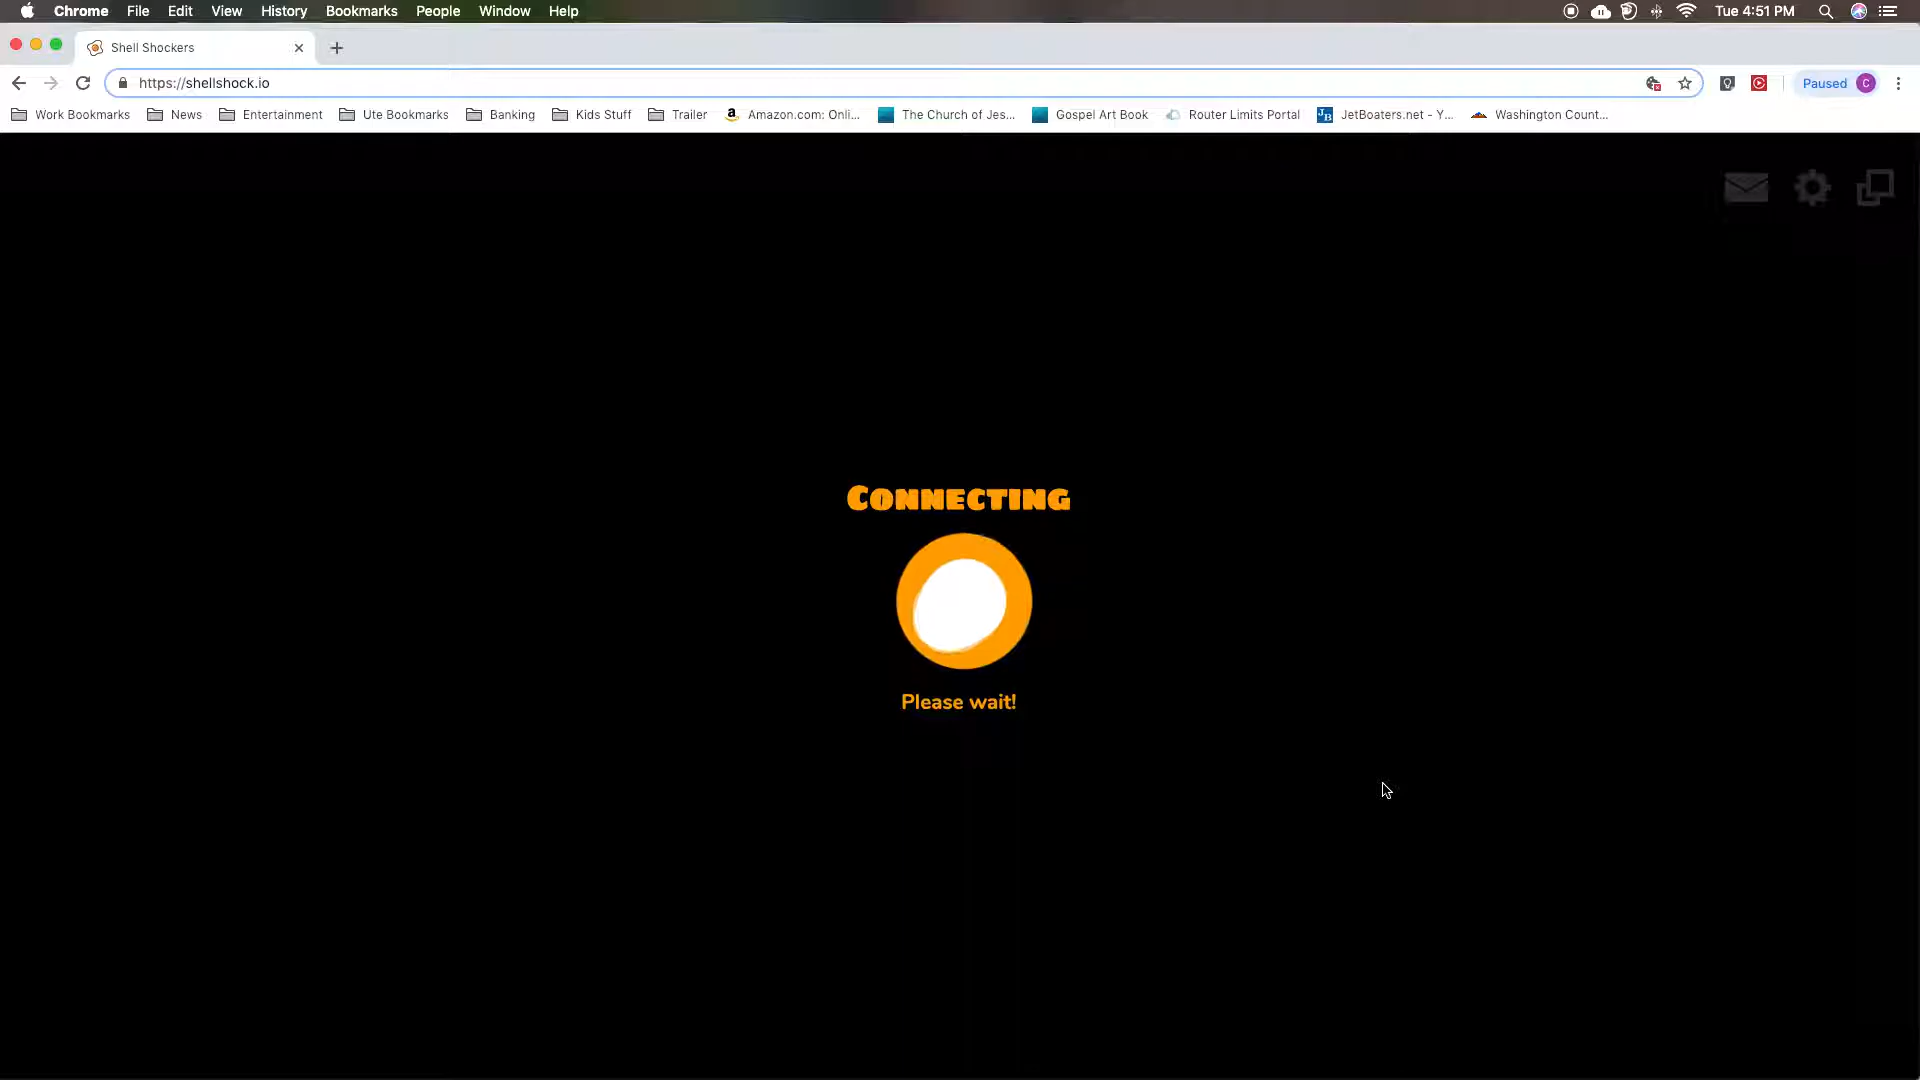 Chrome File Edit View History Bookmarks People Window Help Tue 4:51 PM
Shell Shockers
https://shellshock.io Paused C
Work Bookmarks News Entertainment Ute Bookmarks Banking Kids Stuff Trailer a Amazon.com: Onli... The Church of Jes... Gospel Art Book Router Limits Portal JB JetBoaters.net - Y... Washington Count...
Connecting
Please wait!